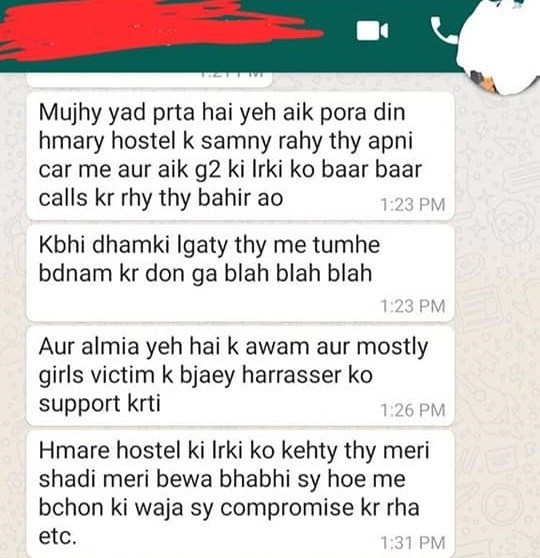 Mujhy yad prta hai yeh aik pora din
hmary hostel k samny rahy thy apni
car me aur aik g2 ki lrki ko baar baar
calls kr rhy thy bahir ao
1:23 PM
Kbhi dhamki lgaty thy me tumhe
bdnam kr don ga blah blah blah
1:23 PM
Aur almia yeh hai k awam aur mostly
girls victim k bjaey harrasser ko
support krti
1:26 PM
Hmare hostel ki lrki ko kehty thy meri
shadi meri bewa bhabhi sy hoe me
bchon ki waja sy compromise kr rha
etc.
1:31 PM